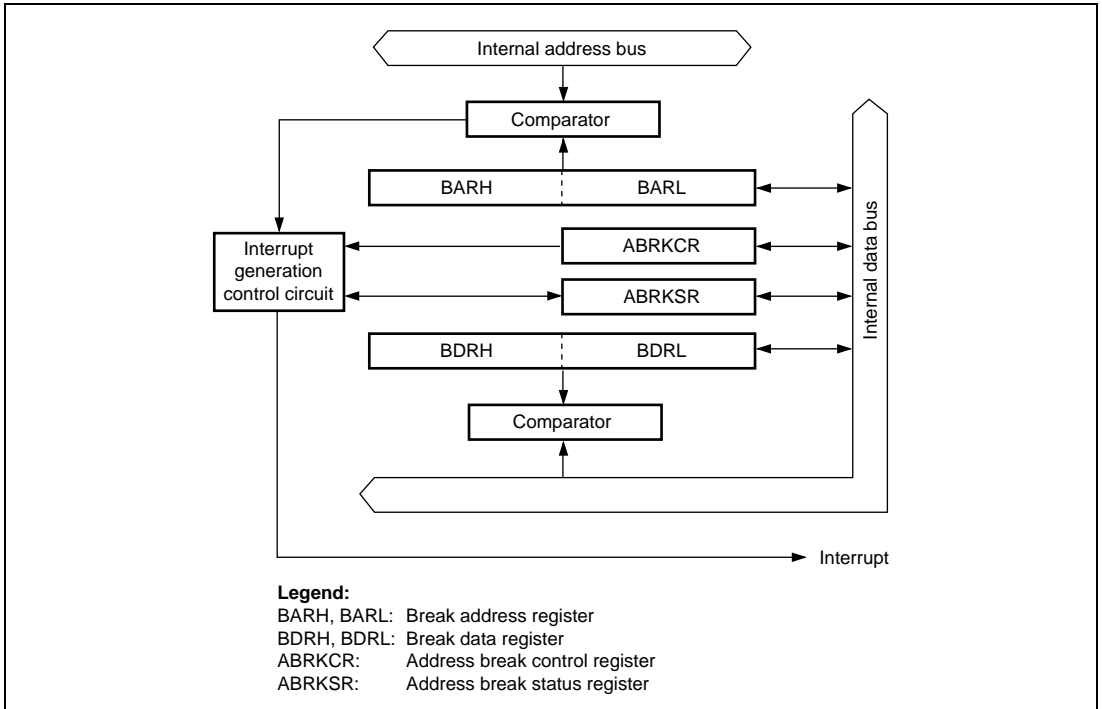 Internal address bus
Comparator
BARH BARL
Internal data bus
Interrupt
generation
control circuit
ABRKCR
ABRKSR
BDRH BDRL
Comparator
Interrupt
Legend:
BARH, BARL: Break address register
BDRH, BDRL: Break data register
ABRKCR: Address break control register
ABRKSR: Address break status register